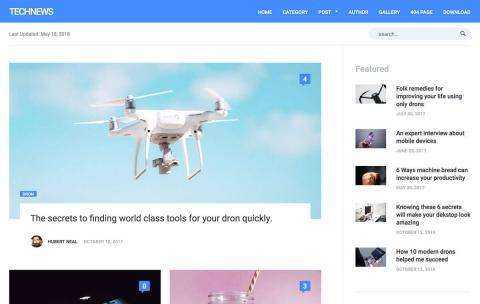 TECHNEWS
HOME CATEGORY POST AUTHOR GALLERY 404 PAGE DOWNLOAD
Last Updated: May 18, 2018
search...
4
DRON
The secrets to finding world class tools for your dron quickly.
HUBERT NEAL OCTOBER 12, 2017
0
3
Featured
Folk remedies for
improving your life using
only drons
JULY 20, 2017
An expert interview about
mobile devices
JUNE 20, 2017
6 Ways machine bread can
increase your productivity
MAY 20, 2017
Knowing these 6 secrets
will make your dekstop look
amazing
OCTOBER 12, 2016
How 10 modern drons
helped me succeed